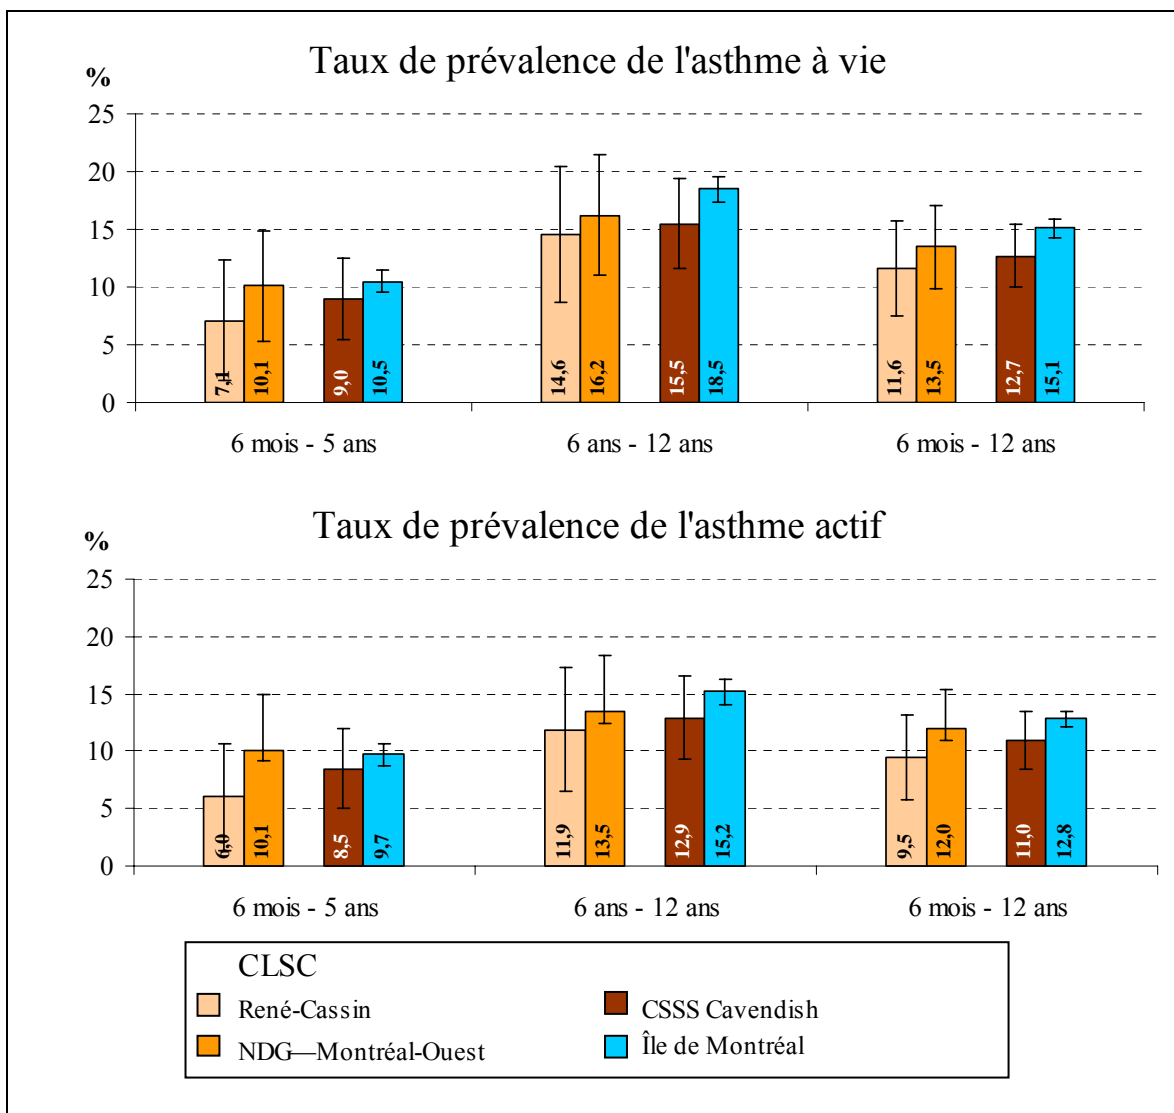 Taux de prévalence de l'asthme à vie
%
25
20
15
10
5
0
7,1
10,1
9,0
10,5
14,6
16,2
15,5
18,5
11,6
13,5
12,7
15,1
6 mois - 5 ans
6 ans - 12 ans
6 mois - 12 ans
Taux de prévalence de l'asthme actif
%
25
20
15
10
5
0
6,0
10,1
8,5
9,7
11,9
13,5
12,9
15,2
9,5
12,0
11,0
12,8
6 mois - 5 ans
6 ans - 12 ans
6 mois - 12 ans
CLSC
René-Cassin
CSSS Cavendish
NDG—Montréal-Ouest
Île de Montréal